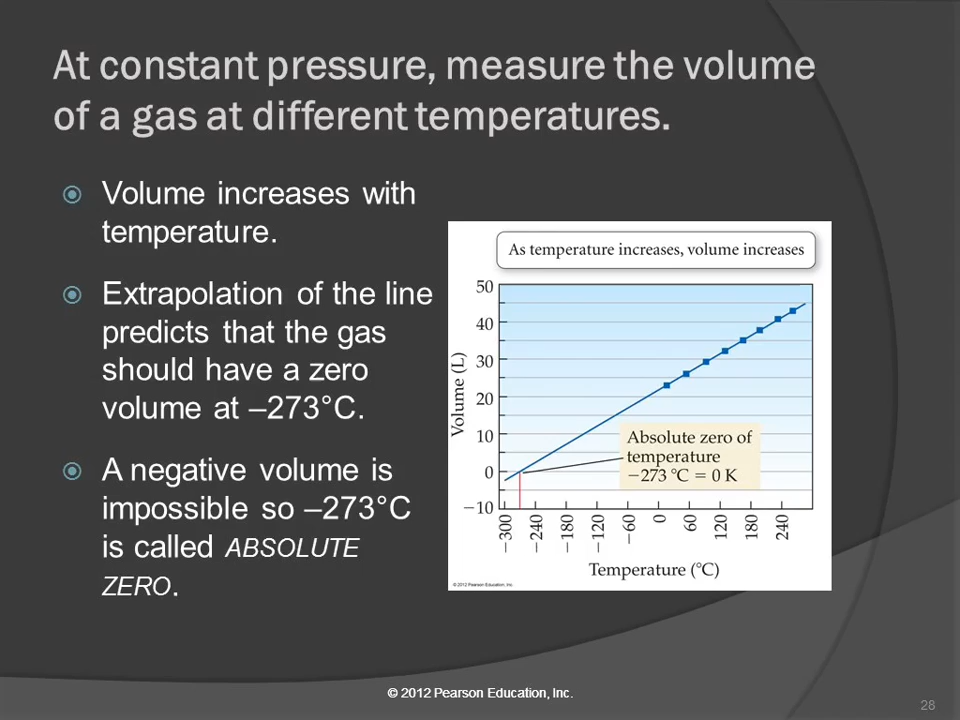 At constant pressure, measure the volume
of a gas at different temperatures.
Volume increases with
temperature.
Extrapolation of the line
predicts that the gas
should have a zero
volume at –273°C.
A negative volume is
impossible so –273°C
is called ABSOLUTE
ZERO.
As temperature increases, volume increases
50
40
30
20
10
0
−10
Volume (L)
Absolute zero of
temperature
−273 °C = 0 K
−300
−240
−180
−120
−60
0
60
120
180
240
Temperature (°C)
© 2012 Pearson Education, Inc.
© 2012 Pearson Education, Inc.
28